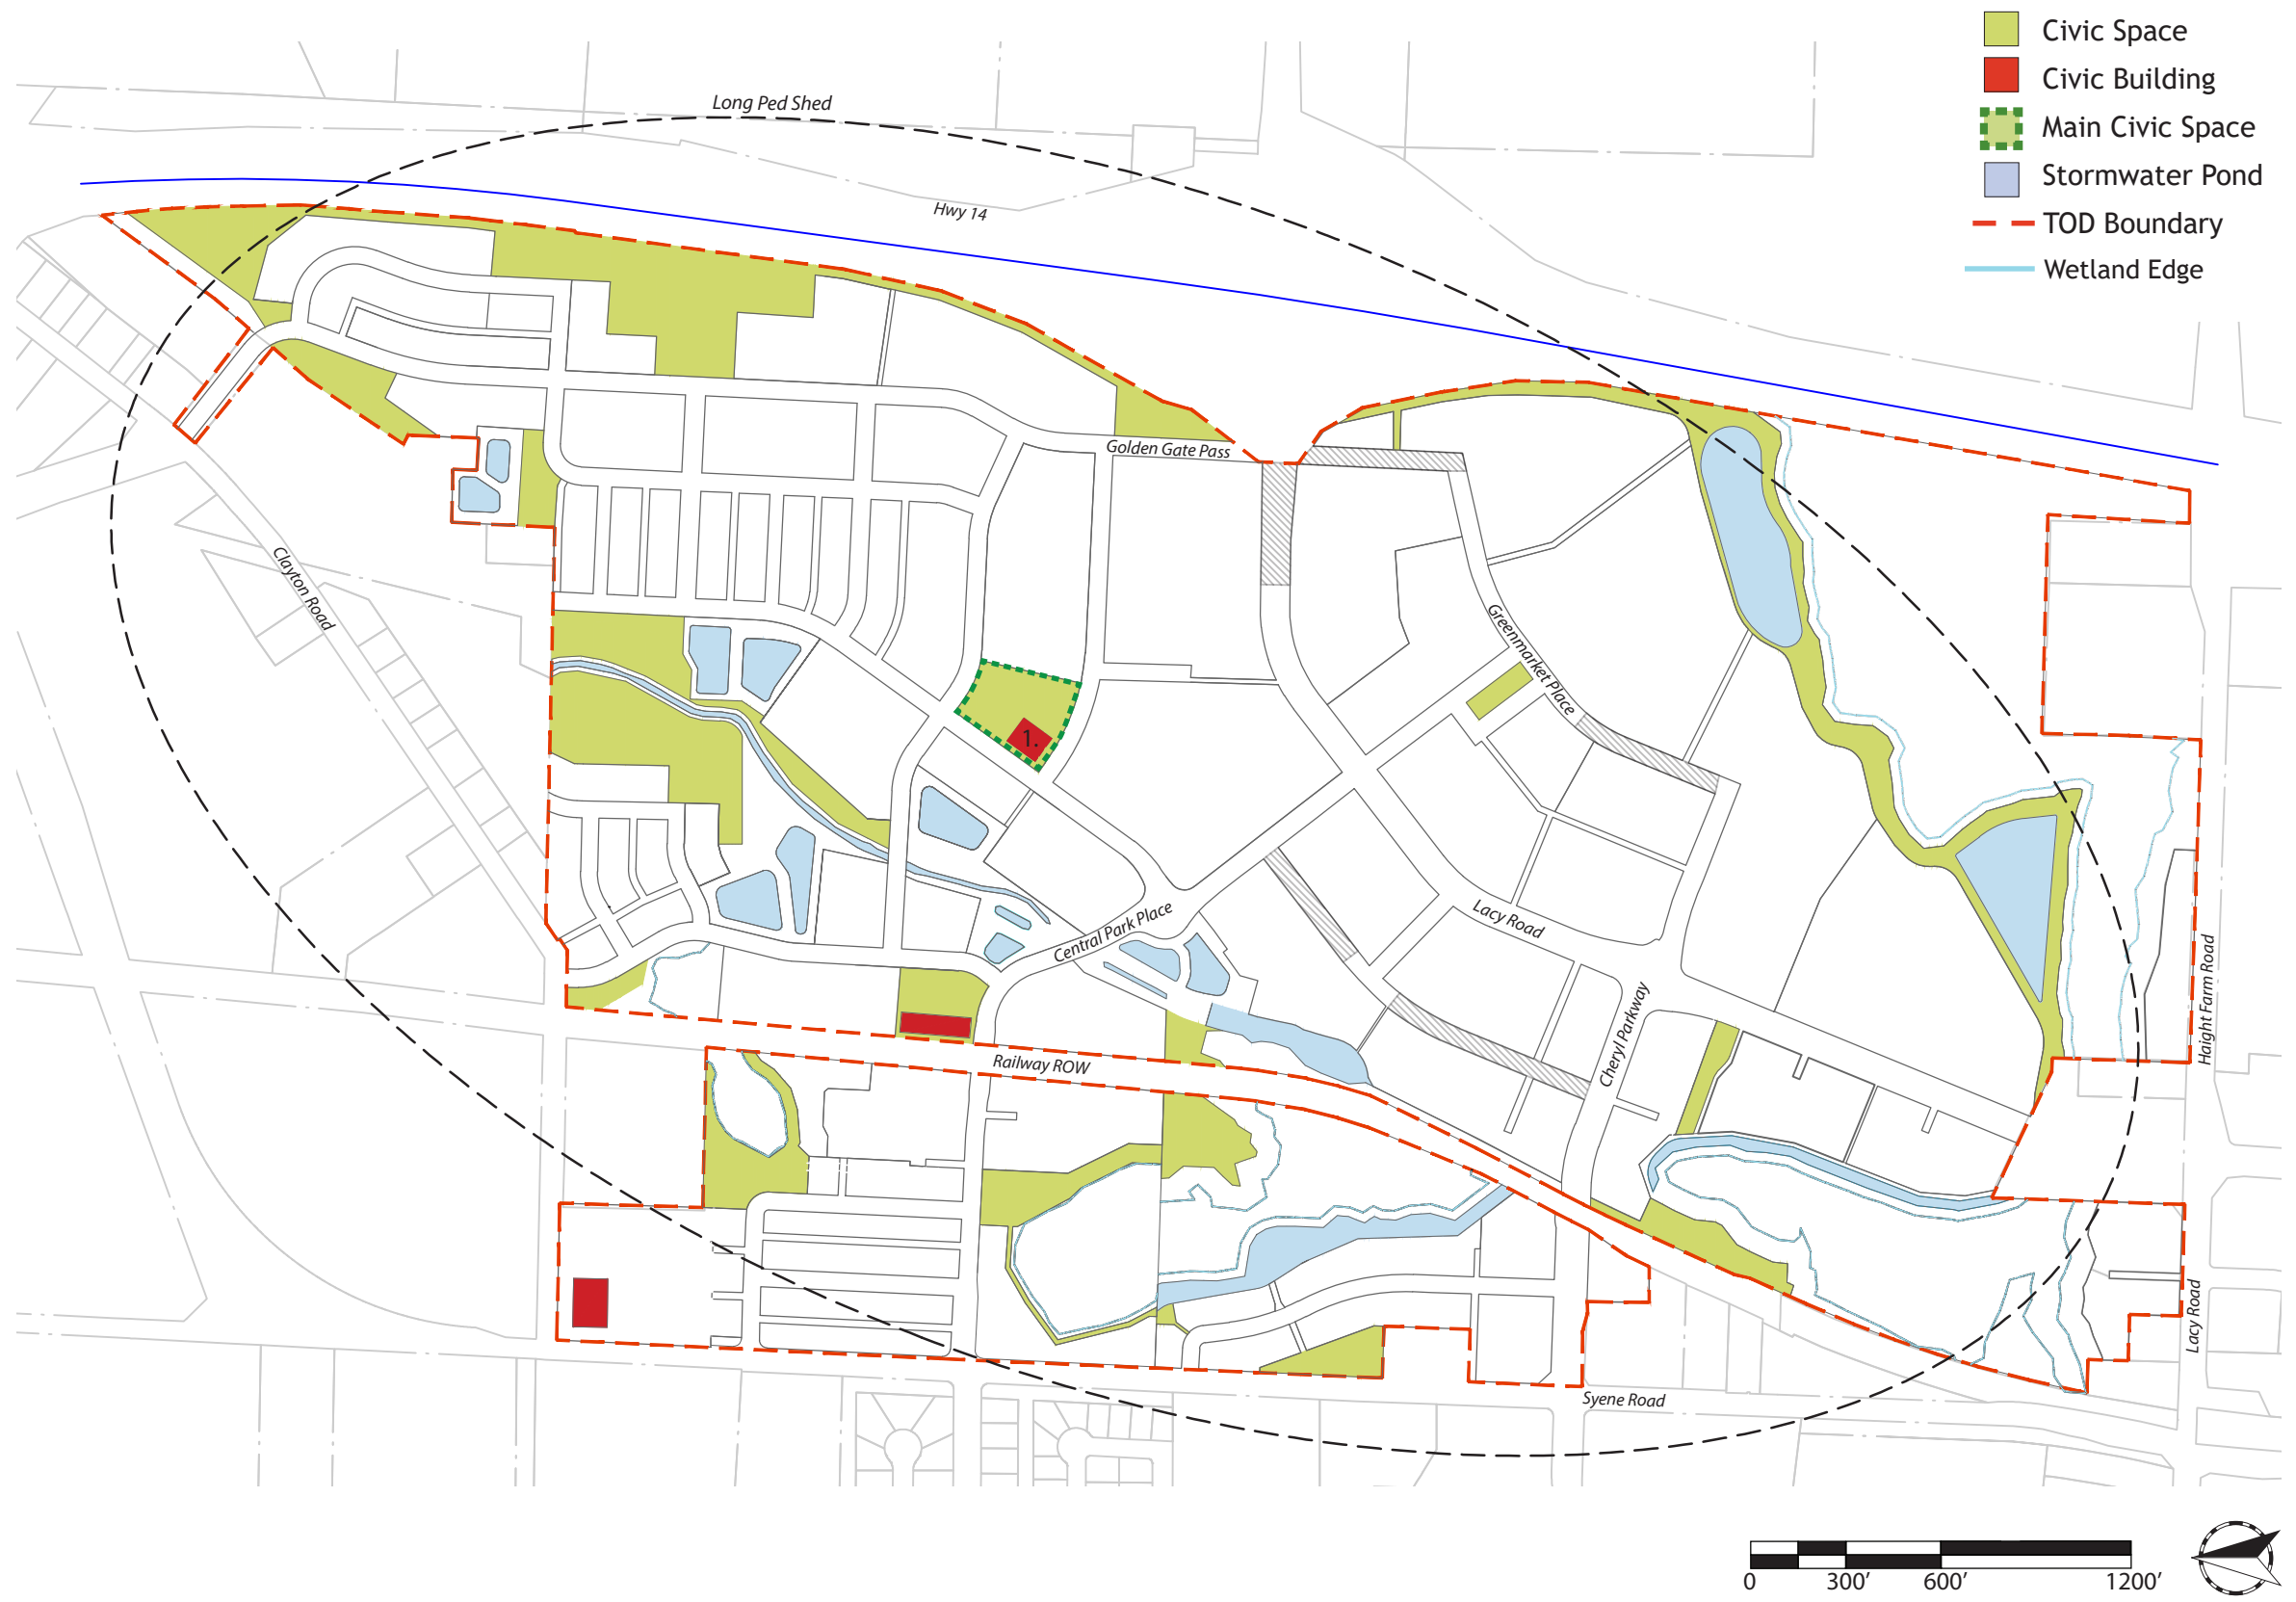 Civic Space
Civic Building
Main Civic Space
Stormwater Pond
TOD Boundary
Wetland Edge
Long Ped Shed
Hwy 14
Golden Gate Pass
Clayton Road
Greenmarket Place
1.
Central Park Place
Lacy Road
Cheryl Parkway
Haight Farm Road
Railway ROW
Lacy Road
Syene Road
0 300’ 600’ 1200’